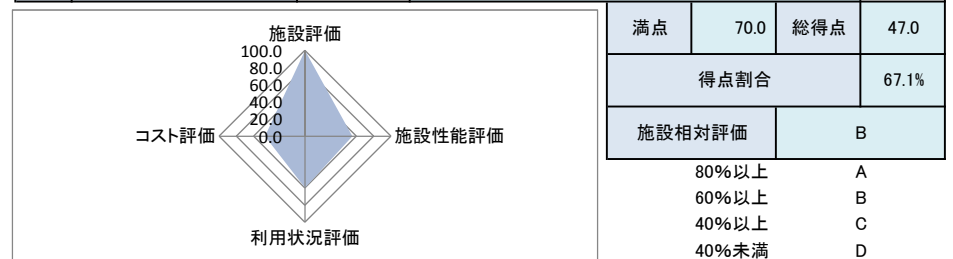 施設評価
100.0
80.0
60.0
40.0
20.0
0.0
コスト評価
施設性能評価
利用状況評価
満点 70.0 総得点 47.0
得点割合 67.1%
施設相対評価 B
80%以上 A
60%以上 B
40%以上 C
40%未満 D